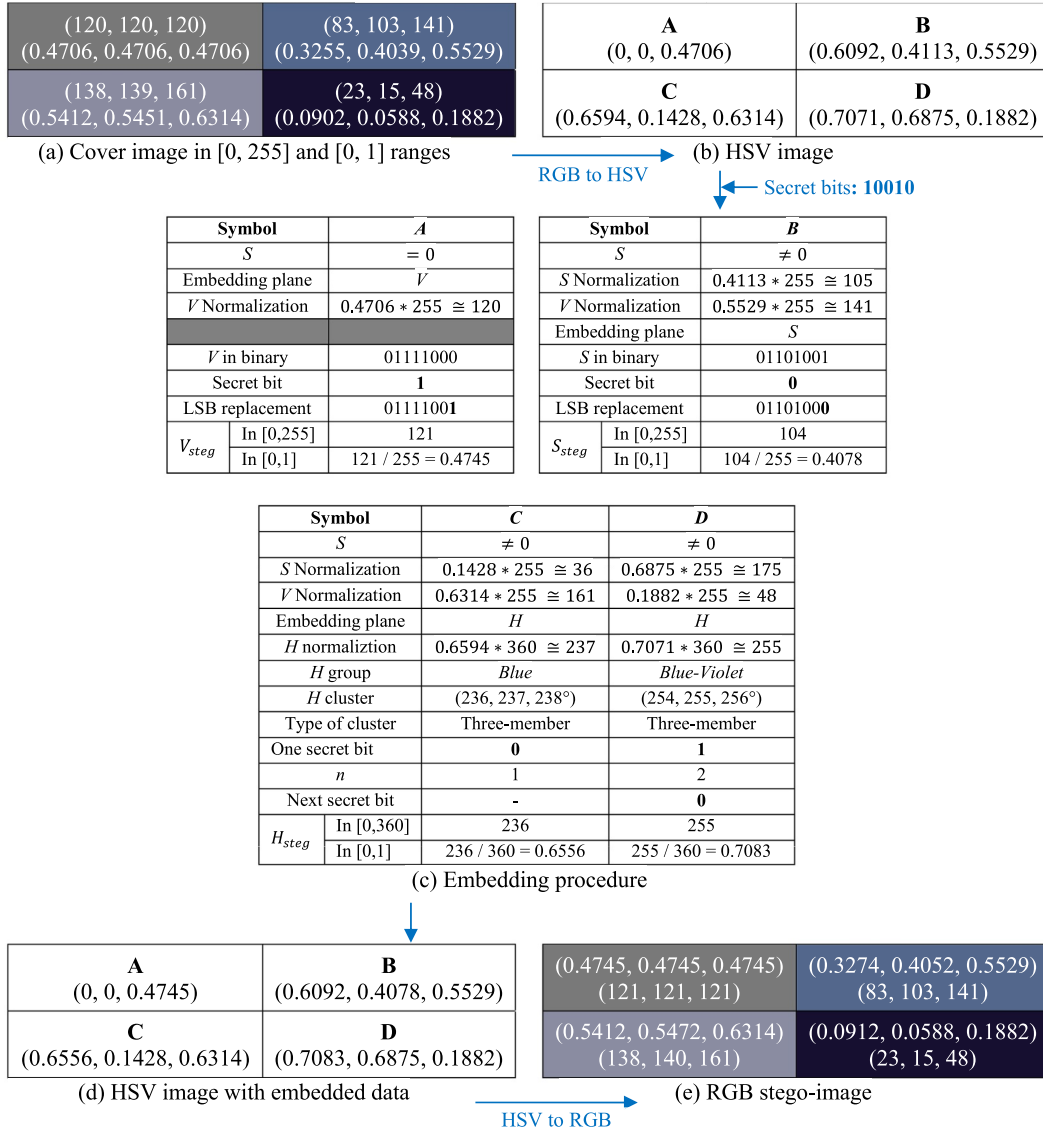 (120, 120, 120)
(0.4706, 0.4706, 0.4706)
(83, 103, 141)
(0.3255, 0.4039, 0.5529)
(138, 139, 161)
(0.5412, 0.5451, 0.6314)
(23, 15, 48)
(0.0902, 0.0588, 0.1882)
(a) Cover image in [0, 255] and [0, 1] ranges
RGB to HSV
A
(0, 0, 0.4706)
B
(0.6092, 0.4113, 0.5529)
C
(0.6594, 0.1428, 0.6314)
D
(0.7071, 0.6875, 0.1882)
(b) HSV image
Secret bits: 10010
Symbol A
S = 0
Embedding plane V
V Normalization 0.4706 * 255 ≅ 120
V in binary 01111000
Secret bit 1
LSB replacement 01111001
V_steg In [0,255] 121
In [0,1] 121 / 255 = 0.4745
Symbol B
S ≠ 0
S Normalization 0.4113 * 255 ≅ 105
V Normalization 0.5529 * 255 ≅ 141
Embedding plane S
S in binary 01101001
Secret bit 0
LSB replacement 01101000
S_steg In [0,255] 104
In [0,1] 104 / 255 = 0.4078
Symbol C D
S ≠ 0 ≠ 0
S Normalization 0.1428 * 255 ≅ 36 0.6875 * 255 ≅ 175
V Normalization 0.6314 * 255 ≅ 161 0.1882 * 255 ≅ 48
Embedding plane H H
H normaliztion 0.6594 * 360 ≅ 237 0.7071 * 360 ≅ 255
H group Blue Blue-Violet
H cluster (236, 237, 238°) (254, 255, 256°)
Type of cluster Three-member Three-member
One secret bit 0 1
n 1 2
Next secret bit - 0
H_steg In [0,360] 236 255
In [0,1] 236 / 360 = 0.6556 255 / 360 = 0.7083
(c) Embedding procedure
A
(0, 0, 0.4745)
B
(0.6092, 0.4078, 0.5529)
C
(0.6556, 0.1428, 0.6314)
D
(0.7083, 0.6875, 0.1882)
(d) HSV image with embedded data
HSV to RGB
(0.4745, 0.4745, 0.4745)
(121, 121, 121)
(0.3274, 0.4052, 0.5529)
(83, 103, 141)
(0.5412, 0.5472, 0.6314)
(138, 140, 161)
(0.0912, 0.0588, 0.1882)
(23, 15, 48)
(e) RGB stego-image